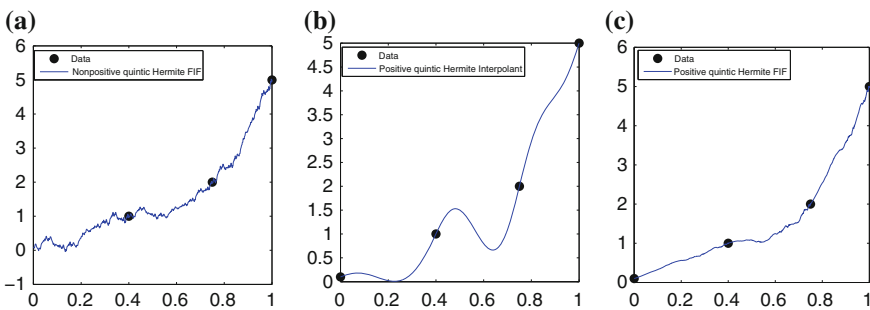 (a)
6
5
4
3
2
1
0
−1
0 0.2 0.4 0.6 0.8 1
Data
Nonpositive quintic Hermite FIF
(b)
5
4.5
4
3.5
3
2.5
2
1.5
1
0.5
0
0 0.2 0.4 0.6 0.8 1
Data
Positive quintic Hermite Interpolant
(c)
6
5
4
3
2
1
0
0 0.2 0.4 0.6 0.8 1
Data
Positive quintic Hermite FIF